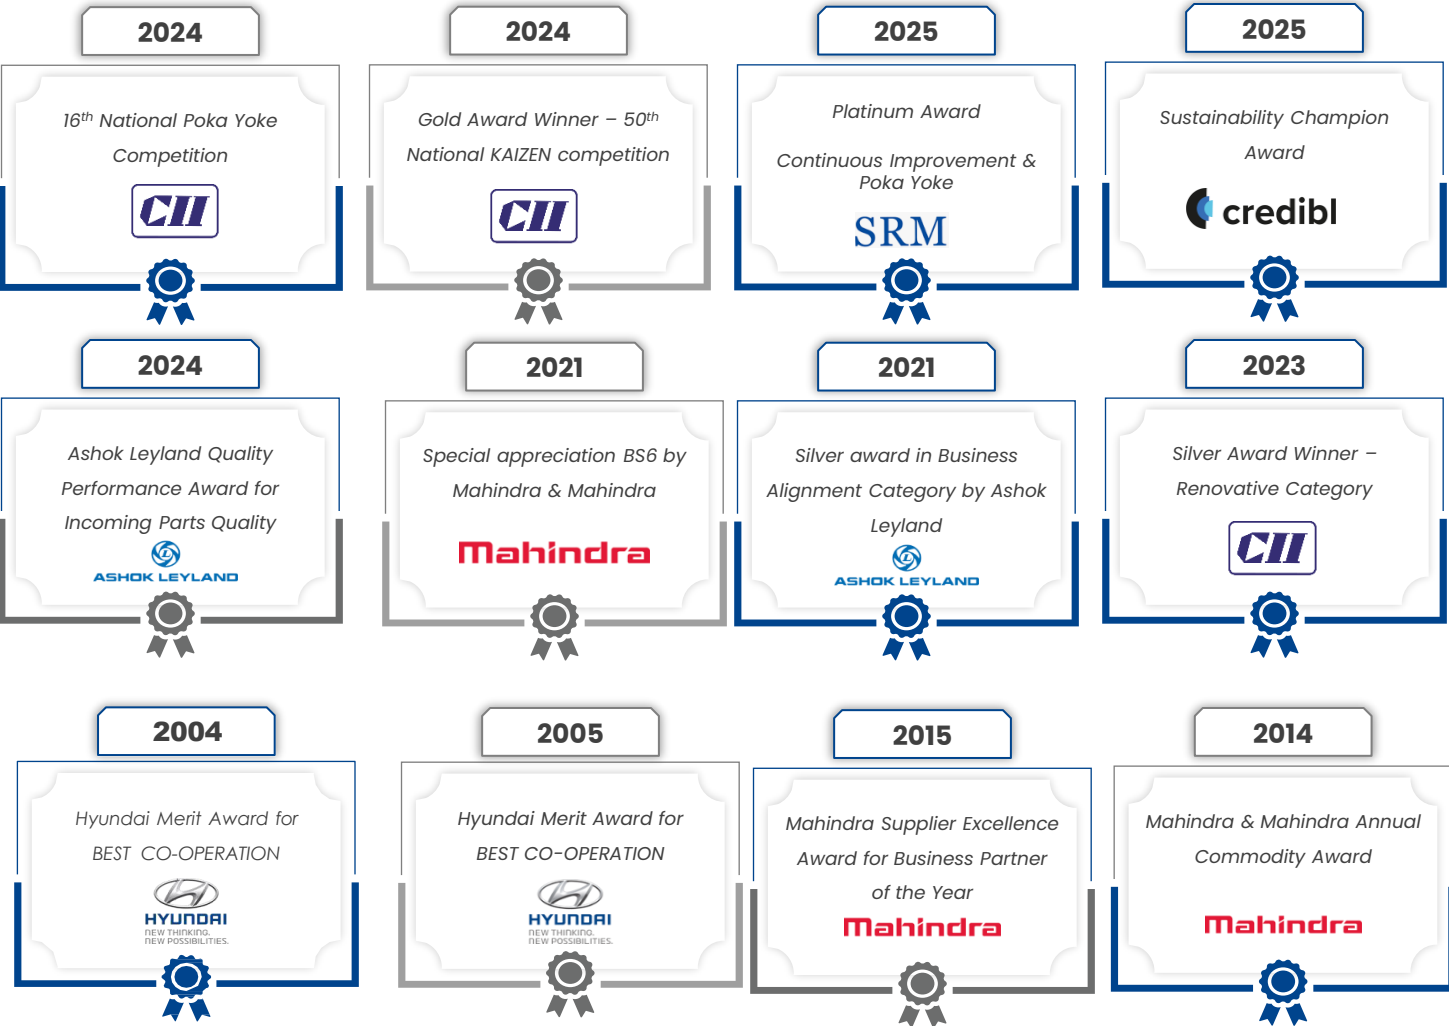 2024
16th National Poka Yoke
Competition
CII
2024
Gold Award Winner – 50th
National KAIZEN competition
CII
2025
Platinum Award
Continuous Improvement &
Poka Yoke
SRM
2025
Sustainability Champion
Award
credibl
2024
Ashok Leyland Quality
Performance Award for
Incoming Parts Quality
L
ASHOK LEYLAND
2021
Special appreciation BS6 by
Mahindra & Mahindra
Mahindra
2021
Silver award in Business
Alignment Category by Ashok
Leyland
L
ASHOK LEYLAND
2023
Silver Award Winner –
Renovative Category
CII
2004
Hyundai Merit Award for
BEST CO-OPERATION
HYUNDAI
NEW THINKING.
NEW POSSIBILITIES.
2005
Hyundai Merit Award for
BEST CO-OPERATION
HYUNDAI
NEW THINKING.
NEW POSSIBILITIES.
2015
Mahindra Supplier Excellence
Award for Business Partner
of the Year
Mahindra
2014
Mahindra & Mahindra Annual
Commodity Award
Mahindra